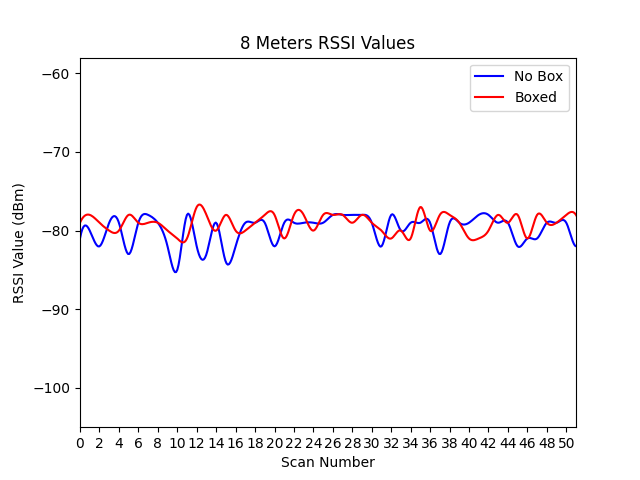 8 Meters RSSI Values
No Box
Boxed
RSSI Value (dBm)
−60
−70
−80
−90
−100
0 2 4 6 8 10 12 14 16 18 20 22 24 26 28 30 32 34 36 38 40 42 44 46 48 50
Scan Number